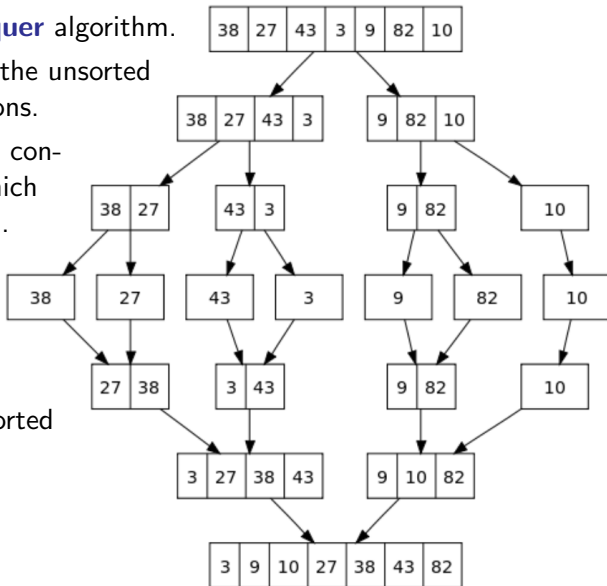 quer algorithm.
the unsorted
ons.
con-
hich
.
orted
38 27 43 3 9 82 10
38 27 43 3 9 82 10
38 27 43 3 9 82 10
38 27 43 3 9 82 10
27 38 3 43 9 82 10
3 27 38 43 9 10 82
3 9 10 27 38 43 82